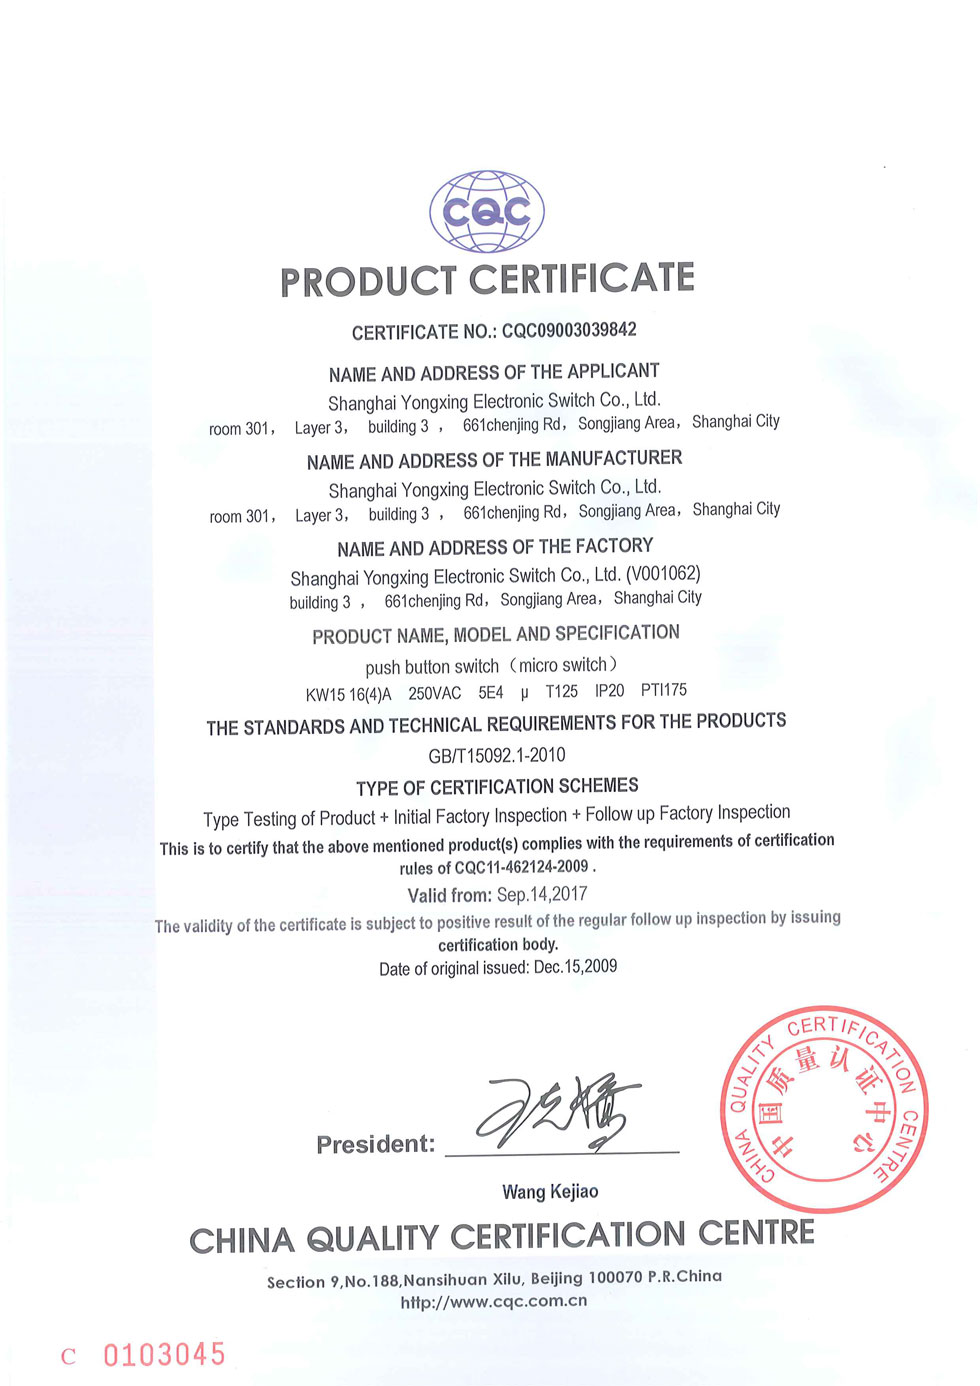 CQC
PRODUCT CERTIFICATE
CERTIFICATE NO.: CQC09003039842
NAME AND ADDRESS OF THE APPLICANT
Shanghai Yongxing Electronic Switch Co., Ltd.
room 301， Layer 3， building 3 ， 661chenjing Rd，Songjiang Area，Shanghai City
NAME AND ADDRESS OF THE MANUFACTURER
Shanghai Yongxing Electronic Switch Co., Ltd.
room 301， Layer 3， building 3 ， 661chenjing Rd，Songjiang Area，Shanghai City
NAME AND ADDRESS OF THE FACTORY
Shanghai Yongxing Electronic Switch Co., Ltd. (V001062)
building 3 ， 661chenjing Rd，Songjiang Area，Shanghai City
PRODUCT NAME, MODEL AND SPECIFICATION
push button switch（micro switch）
KW15 16(4)A 250VAC 5E4 μ T125 IP20 PTI175
THE STANDARDS AND TECHNICAL REQUIREMENTS FOR THE PRODUCTS
GB/T15092.1-2010
TYPE OF CERTIFICATION SCHEMES
Type Testing of Product + Initial Factory Inspection + Follow up Factory Inspection
This is to certify that the above mentioned product(s) complies with the requirements of certification
rules of CQC11-462124-2009 .
Valid from: Sep.14,2017
The validity of the certificate is subject to positive result of the regular follow up inspection by issuing
certification body.
Date of original issued: Dec.15,2009
CHINA QUALITY CERTIFICATION CENTRE
中国质量认证中心
President:
王克娇
Wang Kejiao
CHINA QUALITY CERTIFICATION CENTRE
Section 9,No.188,Nansihuan Xilu, Beijing 100070 P.R.China
http://www.cqc.com.cn
C 0103045